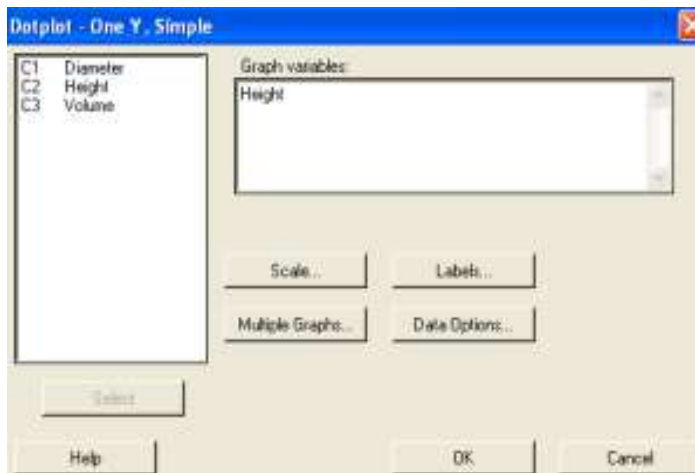 Dotplot - One Y, Simple
C1 Diameter
C2 Height
C3 Volume
Graph variables:
Height
Scale...
Labels...
Multiple Graphs...
Data Options...
Select
Help
OK
Cancel